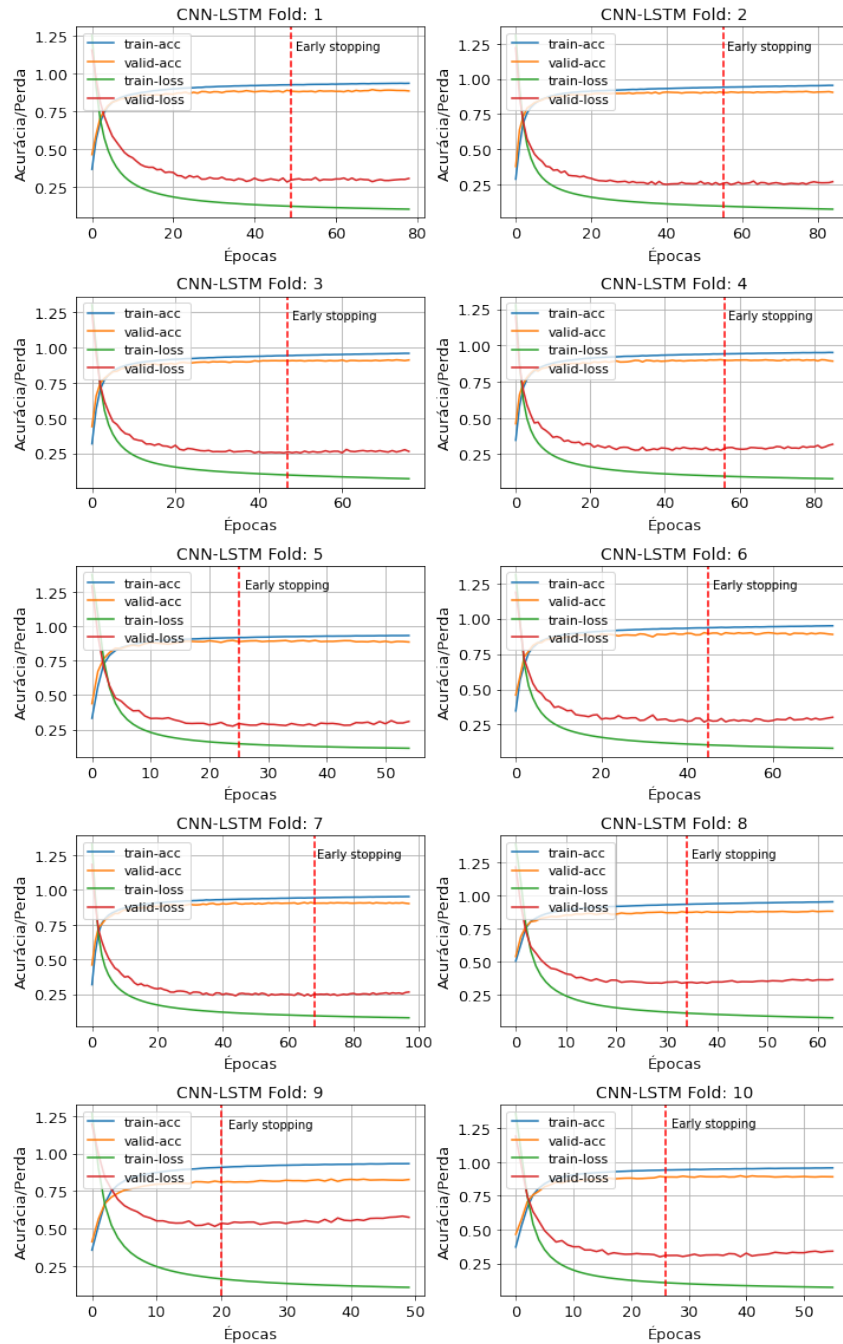 CNN-LSTM Fold: 1
1.25
1.00
0.75
0.50
0.25
Acurácia/Perda
train-acc
valid-acc
train-loss
valid-loss
Early stopping
0 20 40 60 80
Épocas
CNN-LSTM Fold: 2
1.25
1.00
0.75
0.50
0.25
Acurácia/Perda
train-acc
valid-acc
train-loss
valid-loss
Early stopping
0 20 40 60 80
Épocas
CNN-LSTM Fold: 3
1.25
1.00
0.75
0.50
0.25
Acurácia/Perda
train-acc
valid-acc
train-loss
valid-loss
Early stopping
0 20 40 60
Épocas
CNN-LSTM Fold: 4
1.25
1.00
0.75
0.50
0.25
Acurácia/Perda
train-acc
valid-acc
train-loss
valid-loss
Early stopping
0 20 40 60 80
Épocas
CNN-LSTM Fold: 5
1.25
1.00
0.75
0.50
0.25
Acurácia/Perda
train-acc
valid-acc
train-loss
valid-loss
Early stopping
0 10 20 30 40 50
Épocas
CNN-LSTM Fold: 6
1.25
1.00
0.75
0.50
0.25
Acurácia/Perda
train-acc
valid-acc
train-loss
valid-loss
Early stopping
0 20 40 60
Épocas
CNN-LSTM Fold: 7
1.25
1.00
0.75
0.50
0.25
Acurácia/Perda
train-acc
valid-acc
train-loss
valid-loss
Early stopping
0 20 40 60 80 100
Épocas
CNN-LSTM Fold: 8
1.25
1.00
0.75
0.50
0.25
Acurácia/Perda
train-acc
valid-acc
train-loss
valid-loss
Early stopping
0 10 20 30 40 50 60
Épocas
CNN-LSTM Fold: 9
1.25
1.00
0.75
0.50
0.25
Acurácia/Perda
train-acc
valid-acc
train-loss
valid-loss
Early stopping
0 10 20 30 40 50
Épocas
CNN-LSTM Fold: 10
1.25
1.00
0.75
0.50
0.25
Acurácia/Perda
train-acc
valid-acc
train-loss
valid-loss
Early stopping
0 10 20 30 40 50
Épocas